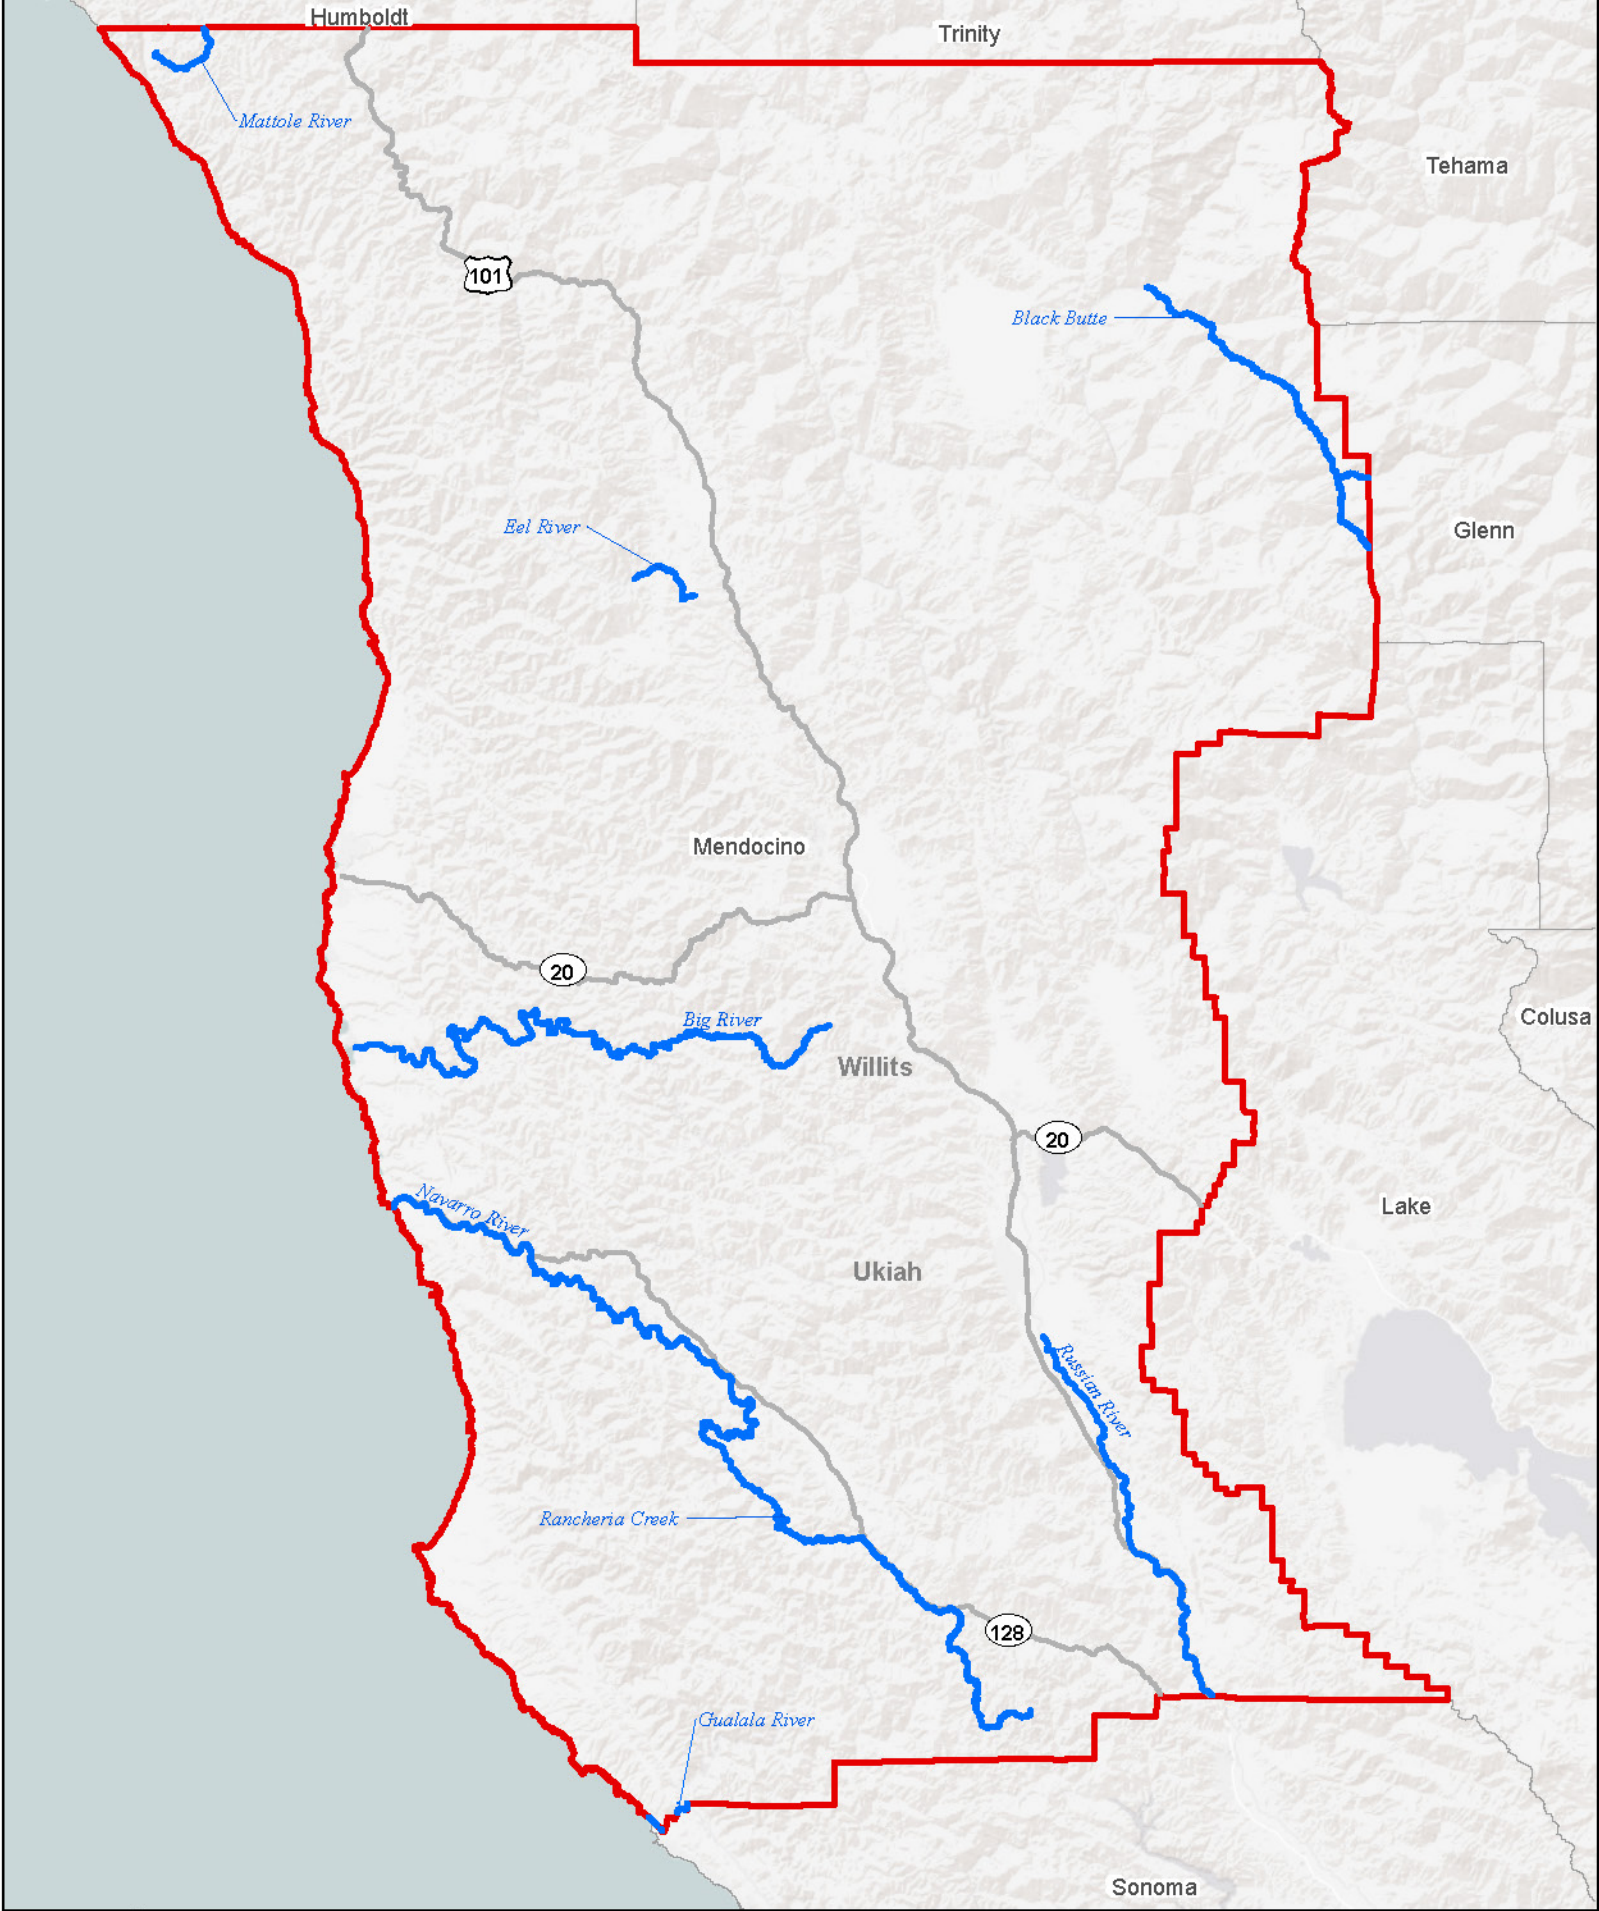 Humboldt
Trinity
Mattole River
Tehama
101
Black Butte
Eel River
Glenn
Mendocino
20
Big River
Colusa
Willits
20
Navarro River
Lake
Ukiah
Russian River
Rancheria Creek
128
Gualala River
Sonoma